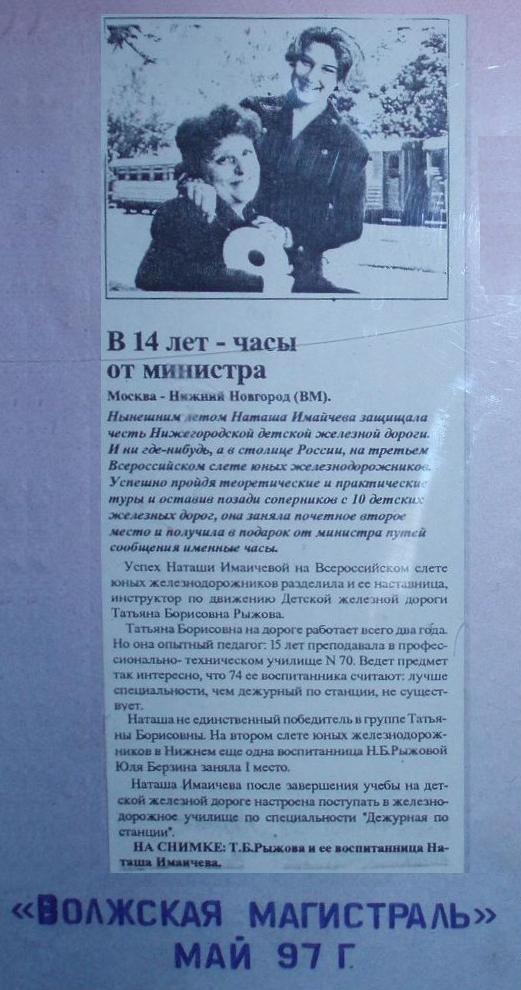 9
В 14 лет - часы
от министра
Москва - Нижний Новгород (ВМ).
Нынешним летом Наташа Имайчева защищала
честь Нижегородской детской железной дороги.
И ни где-нибудь, а в столице России, на третьем
Всероссийском слете юных железнодорожников.
Успешно пройдя теоретические и практические
туры и оставив позади соперников с 10 детских
железных дорог, она заняла почетное второе
место и получила в подарок от министра путей
сообщения именные часы.
Успех Наташи Имаичевой на Всероссийском слете
юных железнодорожников разделила и ее наставница,
инструктор по движению Детской железной дороги
Татьяна Борисовна Рыжова.
Татьяна Борисовна на дороге работает всего два года.
Но она опытный педагог: 15 лет преподавала в профес-
сионально- техническом училище N 70. Ведет предмет
так интересно, что 74 ее воспитанника считают: лучше
специальности, чем дежурный по станции, не сущест-
вует.
Наташа не единственный победитель в группе Татья-
ны Борисовны. На втором слете юных железнодорож-
ников в Нижнем еще одна воспитанница Н.Б.Рыжовой
Юля Берзина заняла I место.
Наташа Имаичева после завершения учебы на дет-
ской железной дороге настроена поступать в железно-
дорожное училище по специальности "Дежурная по
станции".
НА СНИМКЕ: Т.Б.Рыжова и ее воспитанница На-
таша Имаичева.
«ВОЛЖСКАЯ МАГИСТРАЛЬ»
МАЙ 97 Г.